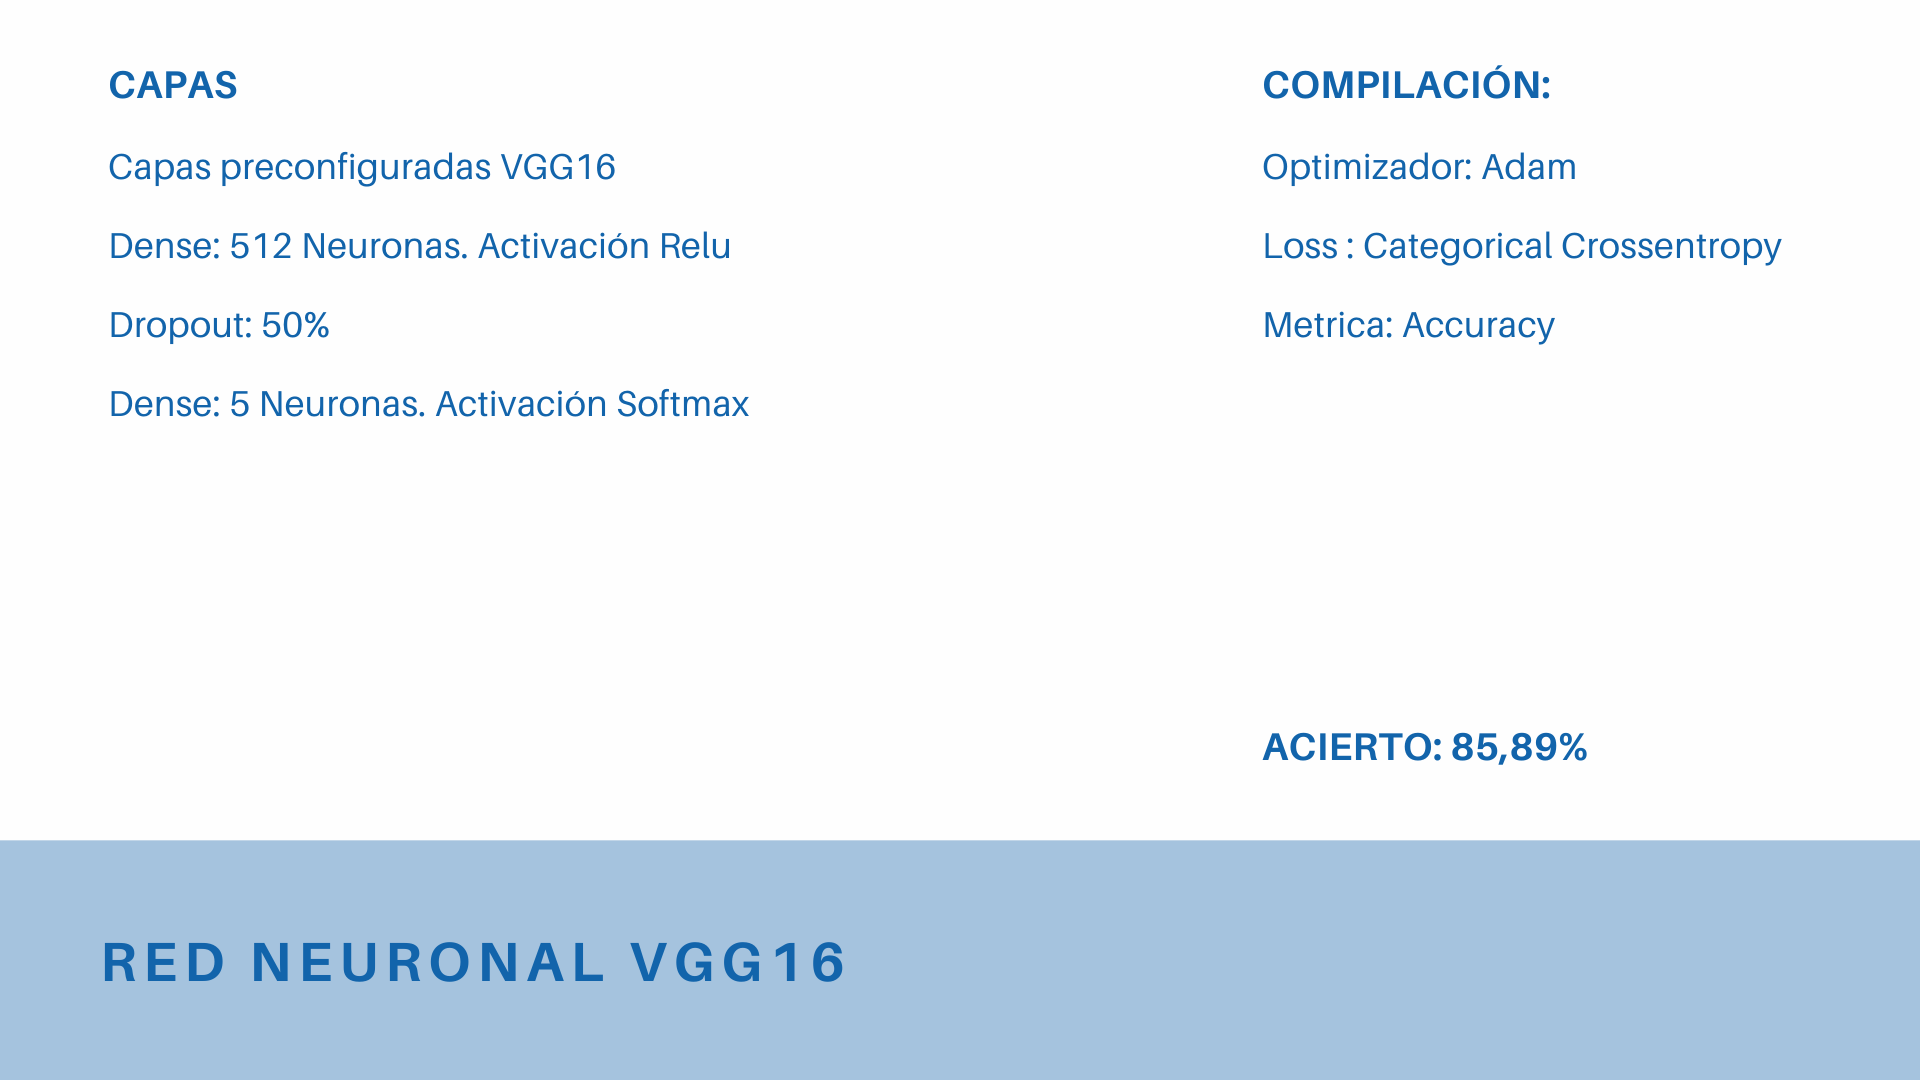 CAPAS
Capas preconfiguradas VGG16
Dense: 512 Neuronas. Activación Relu
Dropout: 50%
Dense: 5 Neuronas. Activación Softmax
COMPILACIÓN:
Optimizador: Adam
Loss : Categorical Crossentropy
Metrica: Accuracy
ACIERTO: 85,89%
RED NEURONAL VGG16